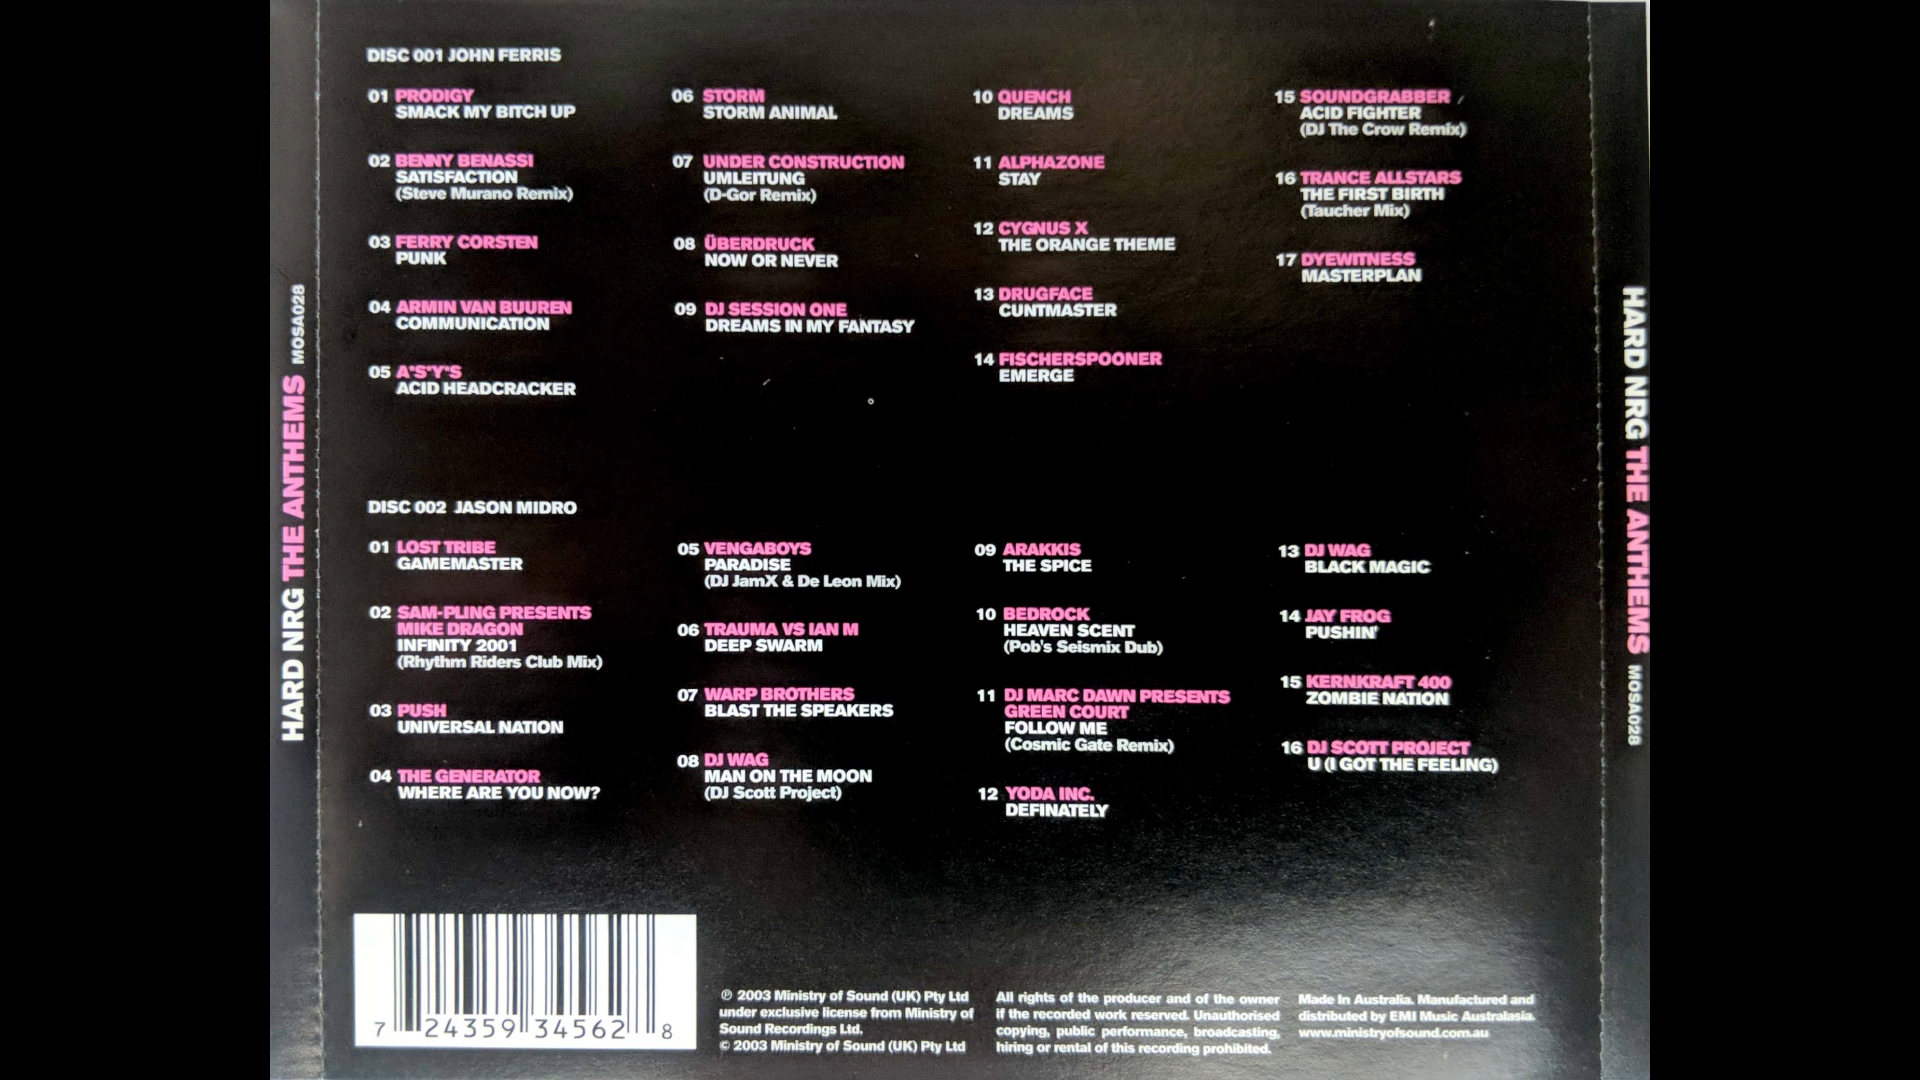 DISC 001 JOHN FERRIS
01 PRODIGY
SMACK MY BITCH UP
02 BENNY BENASSI
SATISFACTION
(Steve Murano Remix)
03 FERRY CORSTEN
PUNK
04 ARMIN VAN BUUREN
COMMUNICATION
05 A*S*Y*S
ACID HEADCRACKER
06 STORM
STORM ANIMAL
07 UNDER CONSTRUCTION
UMLEITUNG
(D-Gor Remix)
08 ÜBERDRUCK
NOW OR NEVER
09 DJ SESSION ONE
DREAMS IN MY FANTASY
10 QUENCH
DREAMS
11 ALPHAZONE
STAY
12 CYGNUS X
THE ORANGE THEME
13 DRUGFACE
CUNTMASTER
14 FISCHERSPOONER
EMERGE
15 SOUNDGRABBER
ACID FIGHTER
(DJ The Crow Remix)
16 TRANCE ALLSTARS
THE FIRST BIRTH
(Taucher Mix)
17 DYEWITNESS
MASTERPLAN
DISC 002 JASON MIDRO
01 LOST TRIBE
GAMEMASTER
02 SAM-PLING PRESENTS
MIKE DRAGON
INFINITY 2001
(Rhythm Riders Club Mix)
03 PUSH
UNIVERSAL NATION
04 THE GENERATOR
WHERE ARE YOU NOW?
05 VENGABOYS
PARADISE
(DJ JamX & De Leon Mix)
06 TRAUMA VS IAN M
DEEP SWARM
07 WARP BROTHERS
BLAST THE SPEAKERS
08 DJ WAG
MAN ON THE MOON
(DJ Scott Project)
09 ARAKKIS
THE SPICE
10 BEDROCK
HEAVEN SCENT
(Pob's Seismix Dub)
11 DJ MARC DAWN PRESENTS
GREEN COURT
FOLLOW ME
(Cosmic Gate Remix)
12 YODA INC.
DEFINATELY
13 DJ WAG
BLACK MAGIC
14 JAY FROG
PUSHIN'
15 KERNKRAFT 400
ZOMBIE NATION
16 DJ SCOTT PROJECT
U (I GOT THE FEELING)
HARD NRG THE ANTHEMS MOSA028
HARD NRG THE ANTHEMS MOSA028
7 24359 34562 8
℗ 2003 Ministry of Sound (UK) Pty Ltd
under exclusive license from Ministry of
Sound Recordings Ltd.
© 2003 Ministry of Sound (UK) Pty Ltd
All rights of the producer and of the owner
if the recorded work reserved. Unauthorised
copying, public performance, broadcasting,
hiring or rental of this recording prohibited.
Made In Australia. Manufactured and
distributed by EMI Music Australasia.
www.ministryofsound.com.au